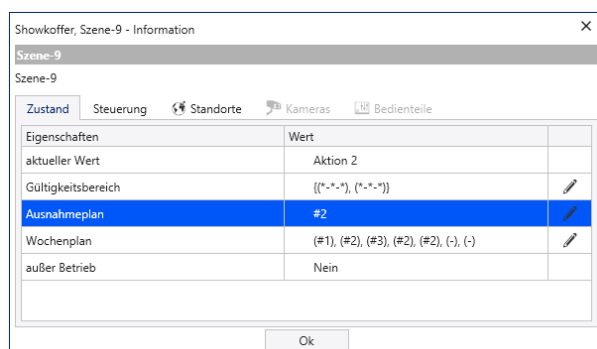 Showkoffer, Szene-9 - Information
Szene-9
Szene-9
Zustand Steuerung Standorte Kameras Bedienteile
Eigenschaften Wert
aktueller Wert Aktion 2
Gültigkeitsbereich {(*-*-*), (*-*-*)}
Ausnahmeplan #2
Wochenplan (#1), (#2), (#3), (#2), (#2), (-), (-)
außer Betrieb Nein
Ok